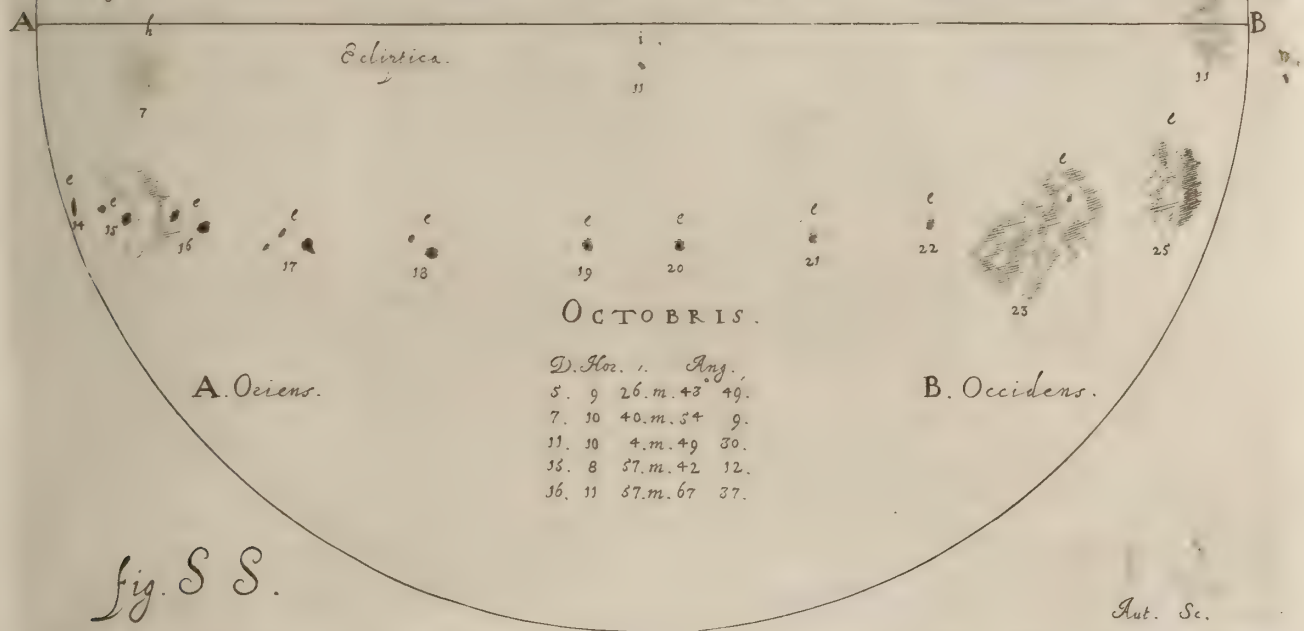 A h B
Ecliptica. i
11 11 n
7
e e e e e e e e e e e
14 15 16 17 18 19 20 21 22 23 25
OCTOBRIS.
D. Hor. ,. Ang. ,
5. 9 26. m. 43° 49.
7. 10 40. m. 54 9.
11. 10 4. m. 49 30.
15. 8 57. m. 42 12.
16. 11 57. m. 67 37.
A. Oriens. B. Occidens.
fig. S S.
Aut. Sc.